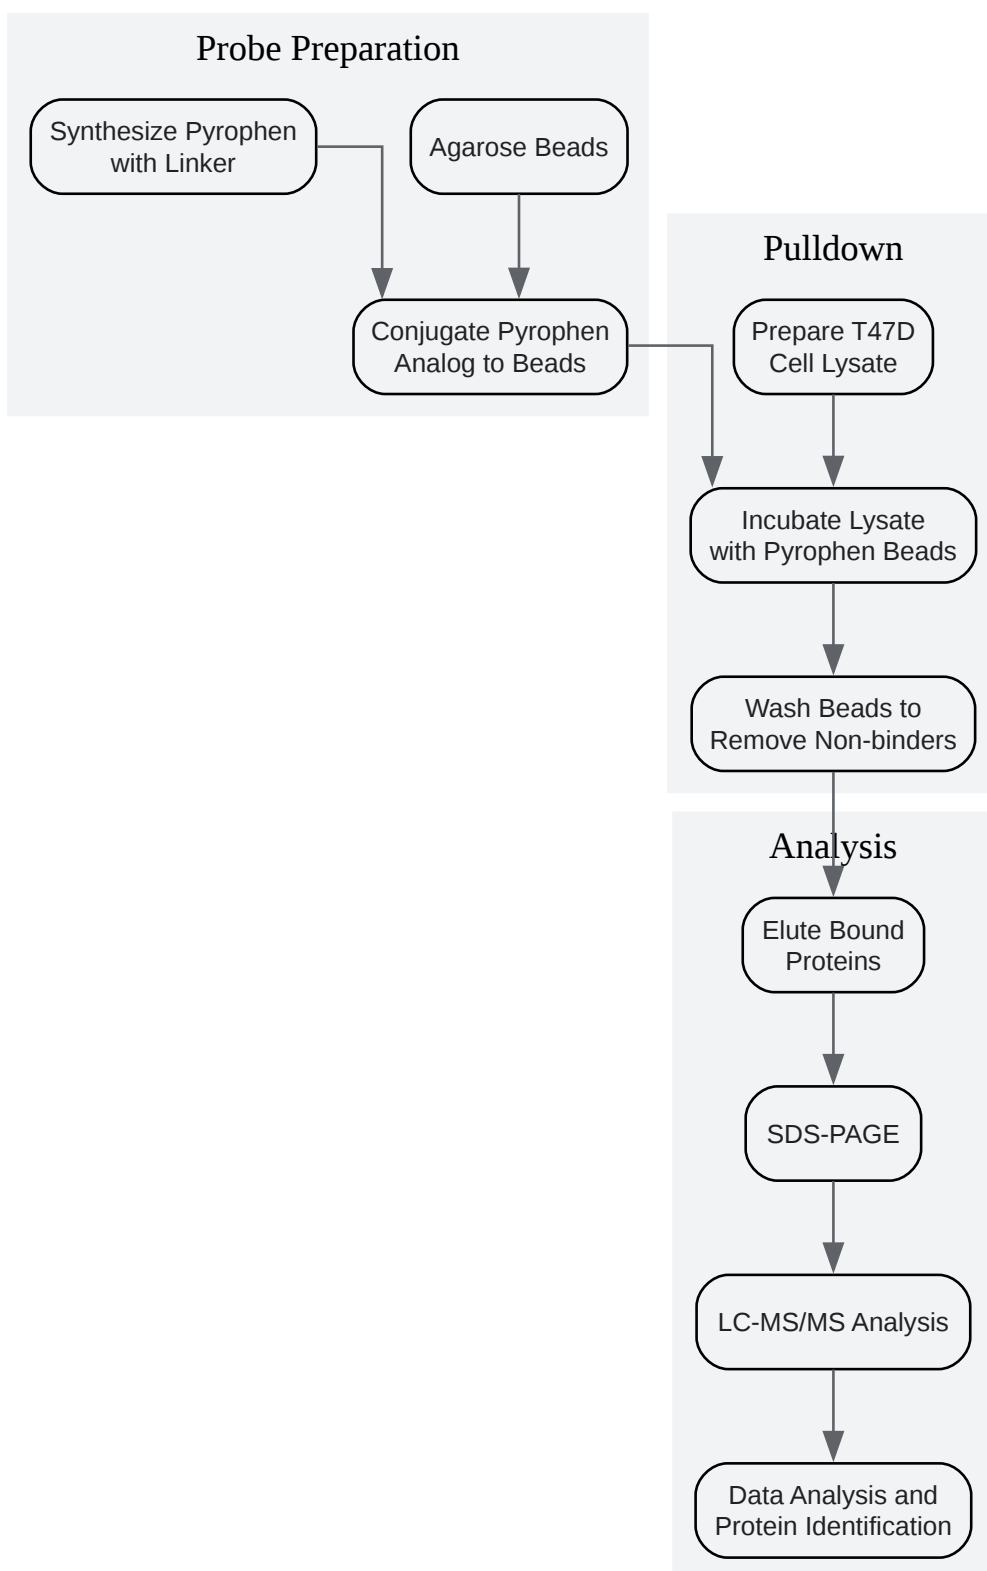 Probe Preparation
Synthesize Pyrophen
with Linker
Agarose Beads
Conjugate Pyrophen
Analog to Beads
Pulldown
Prepare T47D
Cell Lysate
Incubate Lysate
with Pyrophen Beads
Wash Beads to
Remove Non-binders
Analysis
Elute Bound
Proteins
SDS-PAGE
LC-MS/MS Analysis
Data Analysis and
Protein Identification